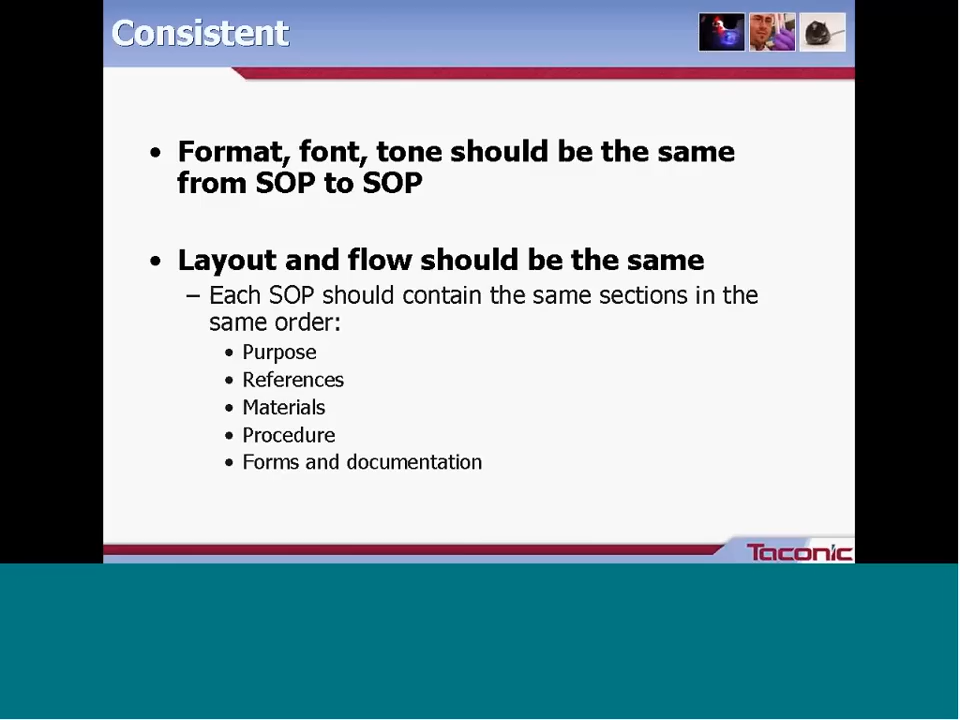 Consistent
• Format, font, tone should be the same
from SOP to SOP
• Layout and flow should be the same
– Each SOP should contain the same sections in the
same order:
• Purpose
• References
• Materials
• Procedure
• Forms and documentation
Taconic